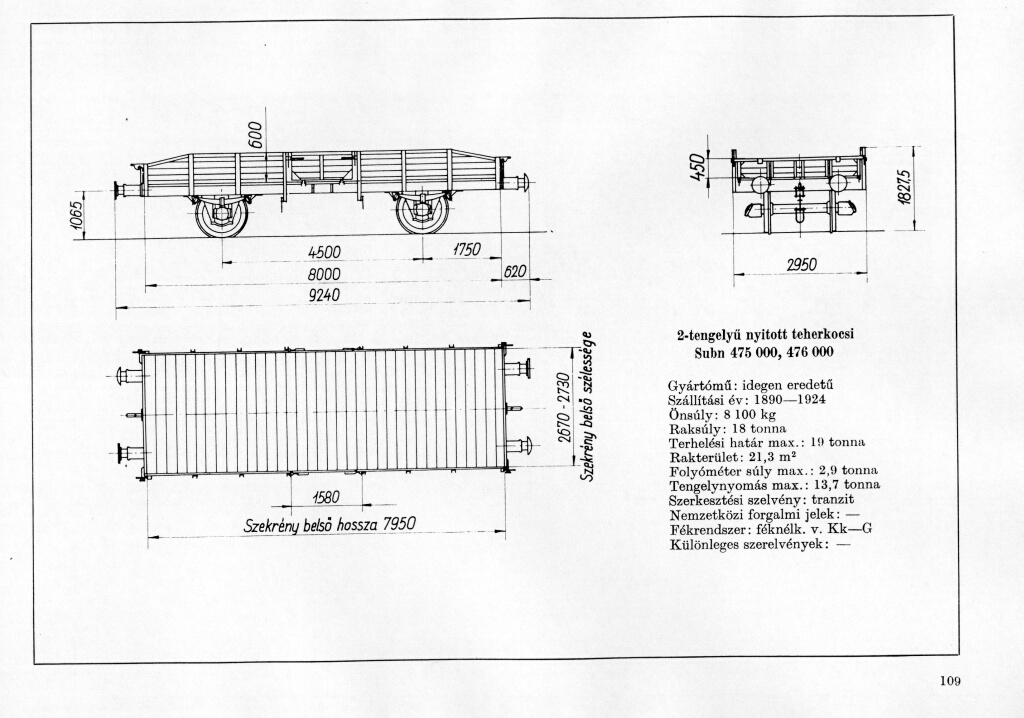 109
600
1065
4500
1750
8000
620
9240
450
1827,5
2950
2670 - 2730
Szekrény belső szélessége
1580
Szekrény belső hossza 7950
2-tengelyű nyitott teherkocsi
Subn 475 000, 476 000
Gyártómű: idegen eredetű
Szállítási év: 1890—1924
Önsúly: 8 100 kg
Raksúly: 18 tonna
Terhelési határ max.: 19 tonna
Rakterület: 21,3 m²
Folyóméter súly max.: 2,9 tonna
Tengelynyomás max.: 13,7 tonna
Szerkesztési szelvény: tranzit
Nemzetközi forgalmi jelek: —
Fékrendszer: féknélk. v. Kk—G
Különleges szerelvények: —
109